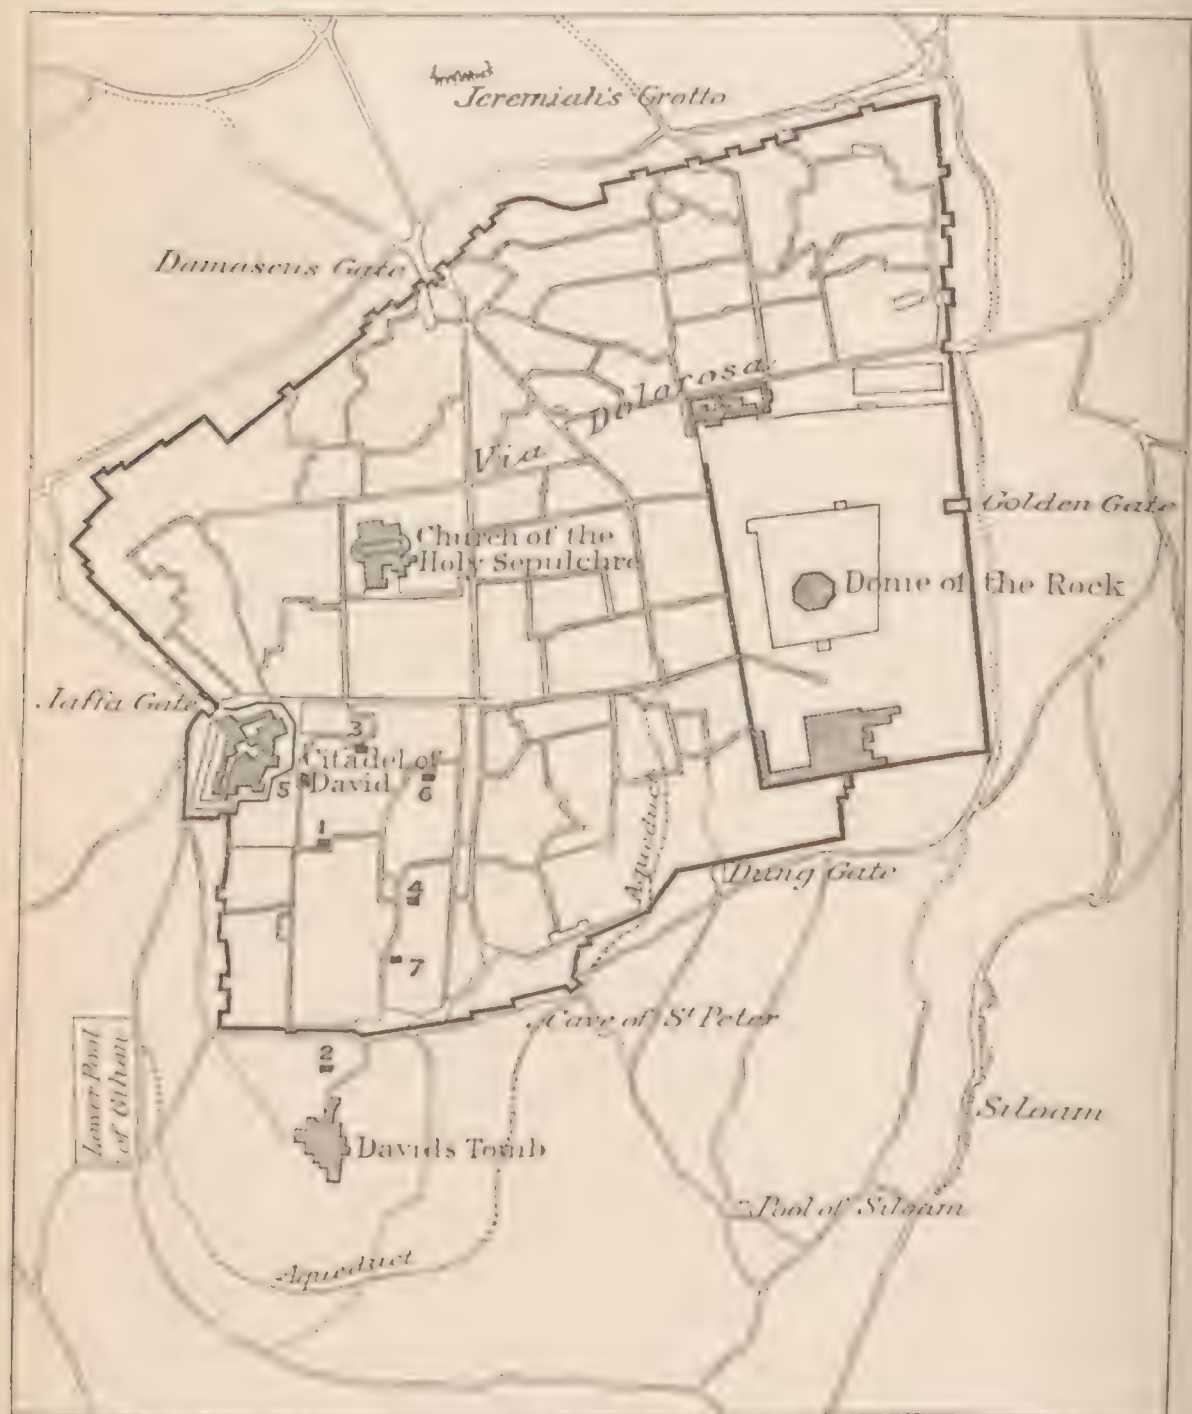 Jeremiah's Grotto
Damascus Gate
Via Dolorosa
Golden Gate
Church of the
Holy Sepulchre
Dome of the Rock
Jaffa Gate
3
Citadel of
David
5
6
1
Aqueduct
Dung Gate
4
7
Cave of St Peter
Lower Pool
of Gihon
2
Siloam
Davids Tomb
Pool of Siloam
Aqueduct